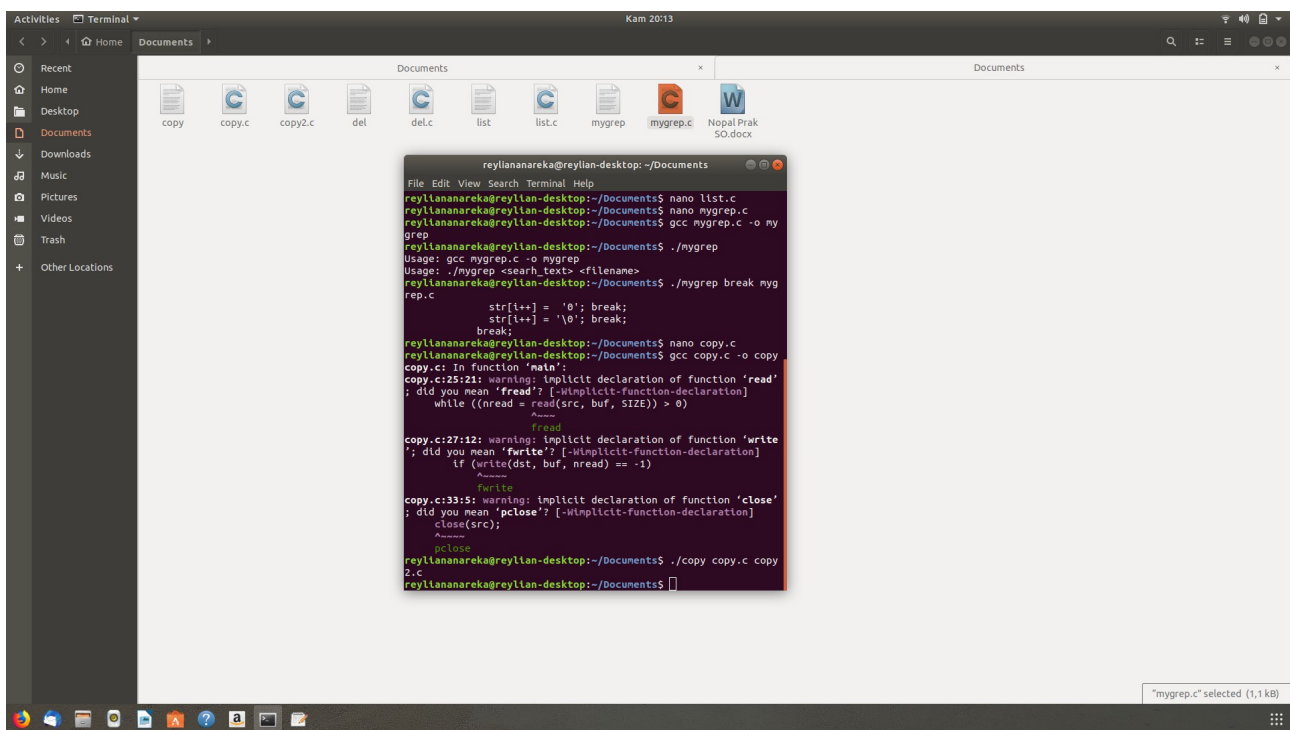 Activities Terminal Kam 20:13
Home Documents
Recent
Home
Desktop
Documents
Downloads
Music
Pictures
Videos
Trash
+ Other Locations
Documents × Documents ×
copy copy.c copy2.c del del.c list list.c mygrep mygrep.c Nopal Prak
SO.docx
reyliananareka@reylian-desktop: ~/Documents
File Edit View Search Terminal Help
reyliananareka@reylian-desktop:~/Documents$ nano list.c
reyliananareka@reylian-desktop:~/Documents$ nano mygrep.c
reyliananareka@reylian-desktop:~/Documents$ gcc mygrep.c -o my
grep
reyliananareka@reylian-desktop:~/Documents$ ./mygrep
Usage: gcc mygrep.c -o mygrep
Usage: ./mygrep <searh_text> <filename>
reyliananareka@reylian-desktop:~/Documents$ ./mygrep break myg
rep.c
str[i++] =  '0'; break;
str[i++] = '\0'; break;
break;
reyliananareka@reylian-desktop:~/Documents$ nano copy.c
reyliananareka@reylian-desktop:~/Documents$ gcc copy.c -o copy
copy.c: In function ‘main’:
copy.c:25:21: warning: implicit declaration of function ‘read’
; did you mean ‘fread’? [-Wimplicit-function-declaration]
while ((nread = read(src, buf, SIZE)) > 0)
^~~~
fread
copy.c:27:12: warning: implicit declaration of function ‘write
’; did you mean ‘fwrite’? [-Wimplicit-function-declaration]
if (write(dst, buf, nread) == -1)
^~~~~
fwrite
copy.c:33:5: warning: implicit declaration of function ‘close’
; did you mean ‘pclose’? [-Wimplicit-function-declaration]
close(src);
^~~~~
pclose
reyliananareka@reylian-desktop:~/Documents$ ./copy copy.c copy
2.c
reyliananareka@reylian-desktop:~/Documents$
"mygrep.c" selected (1,1 kB)